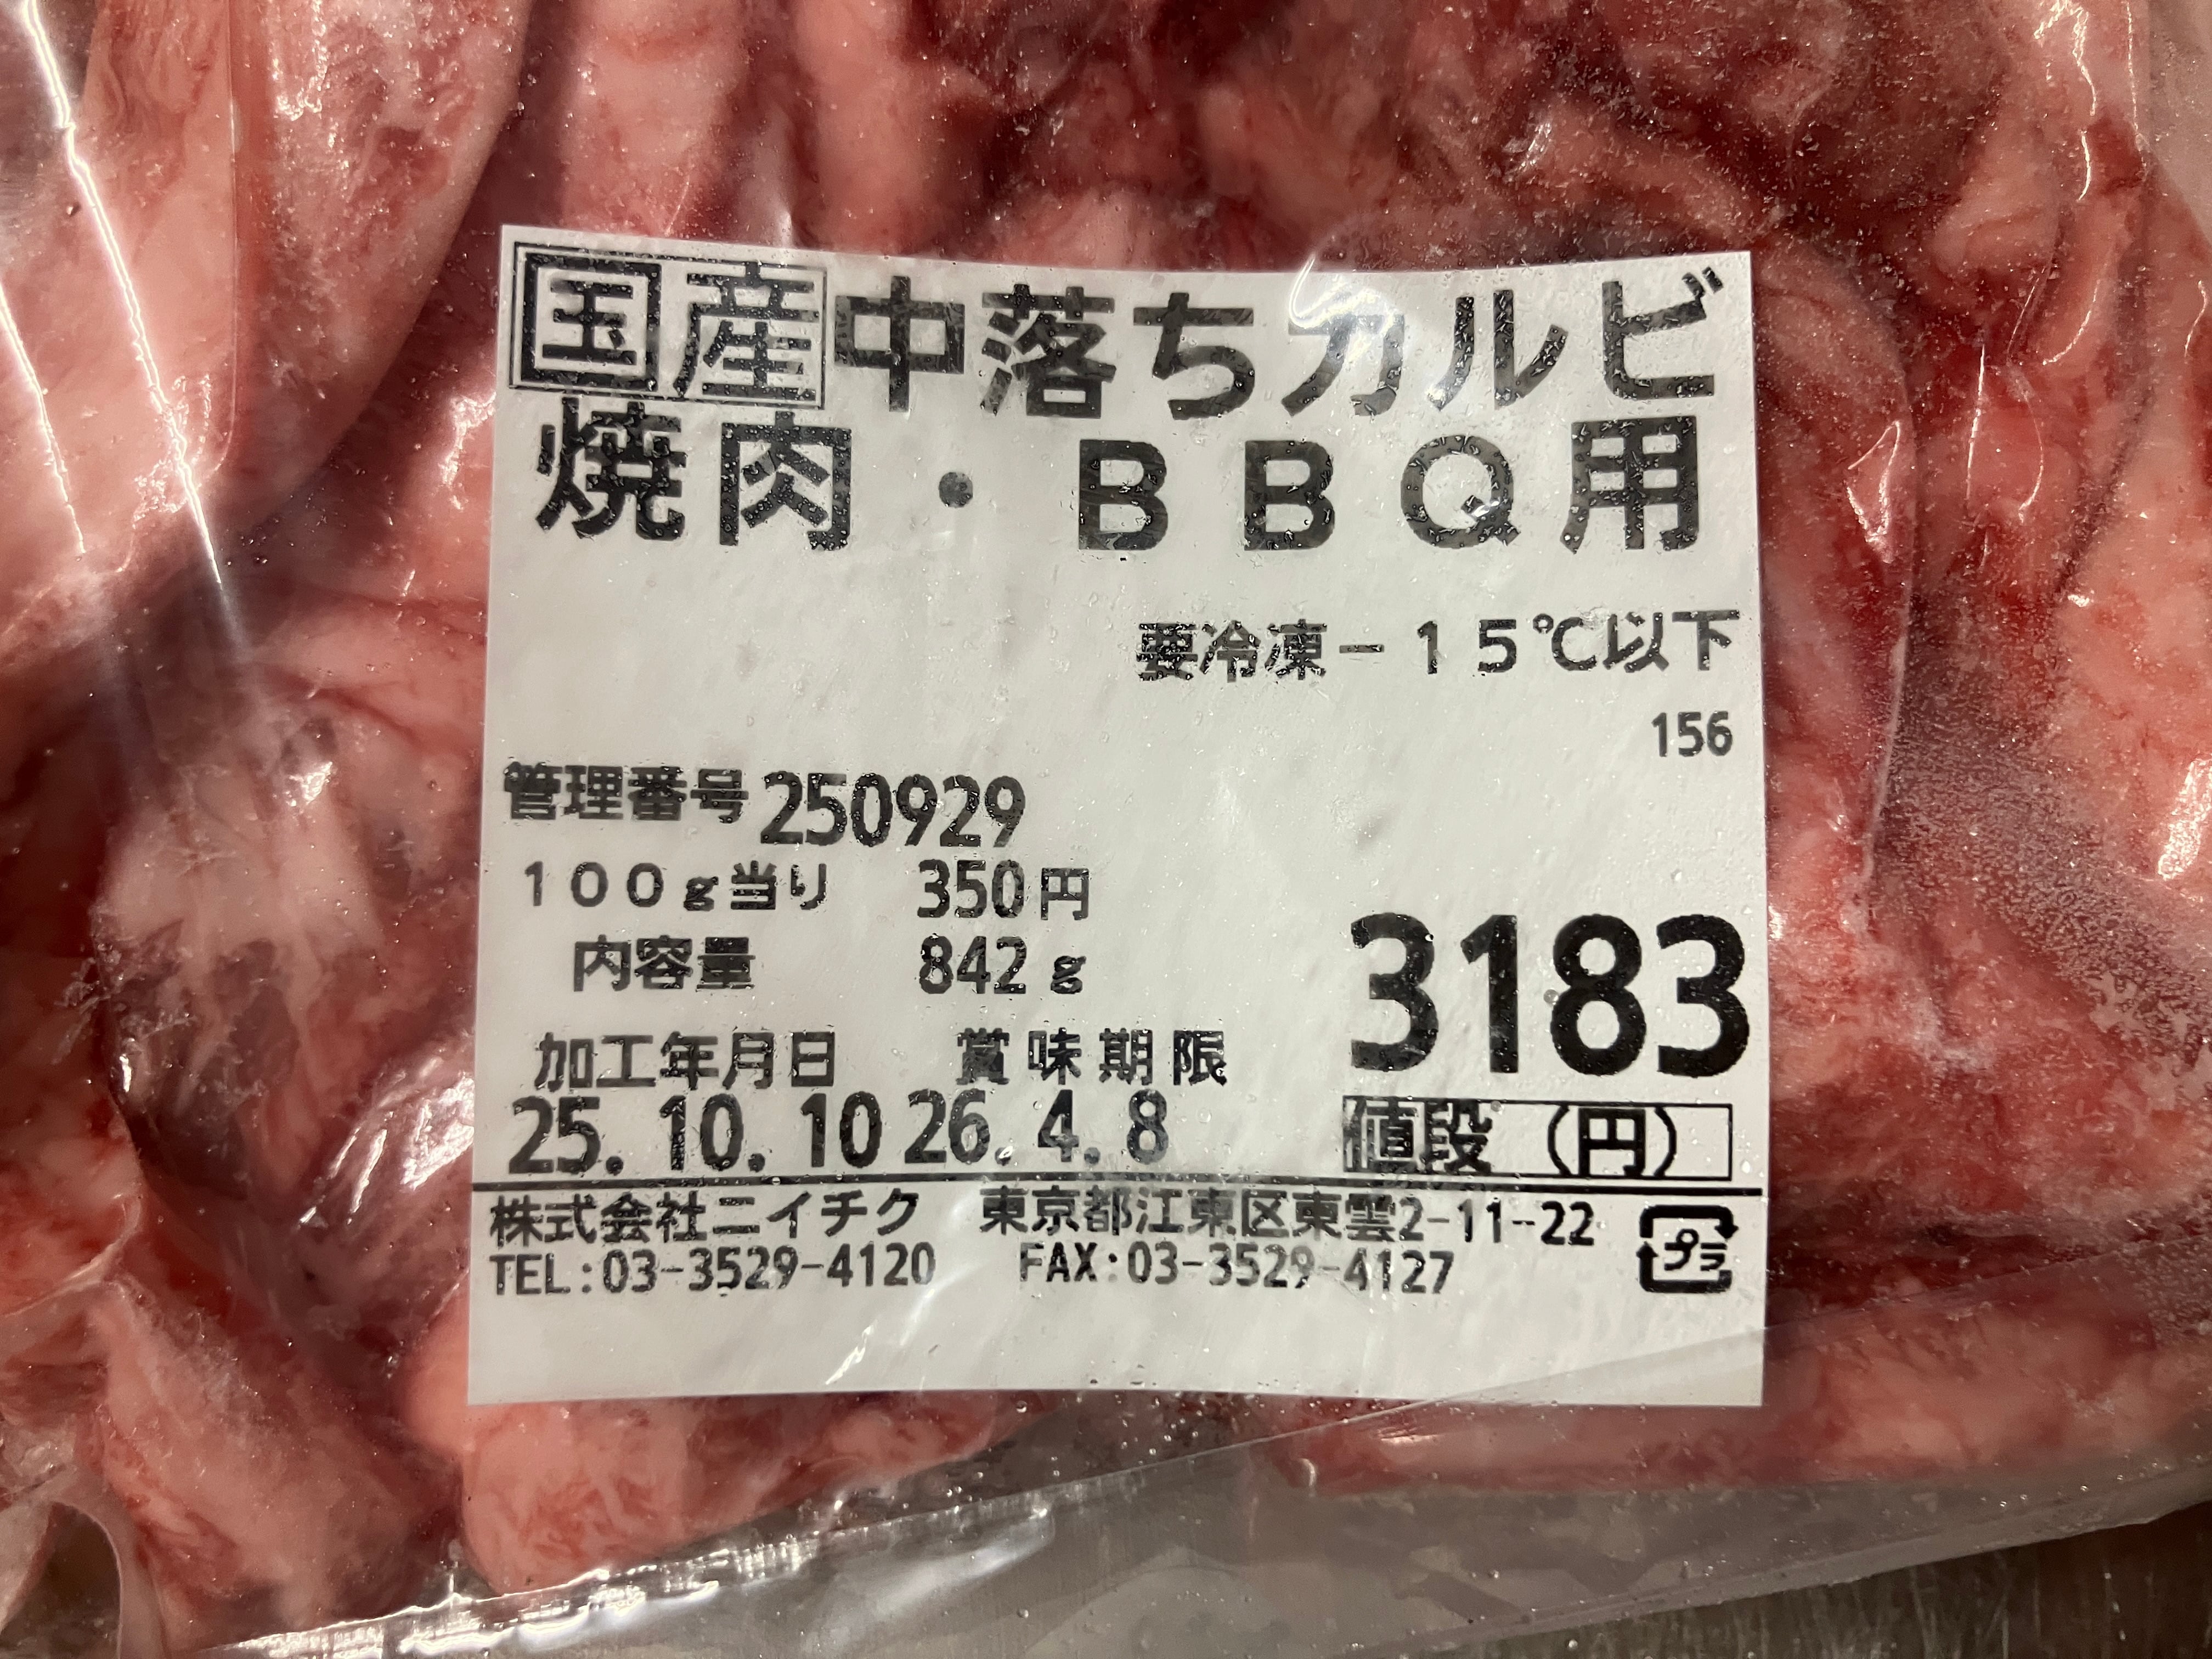 国産中落ちカルビ
焼肉・ＢＢＱ用
要冷凍－１５℃以下
156
管理番号 250929
１００ｇ当り 350円
内容量 842ｇ
3183
加工年月日 賞味期限
25.10.10 26.4.8 値段（円）
株式会社ニイチク 東京都江東区東雲2-11-22
TEL:03-3529-4120 FAX:03-3529-4127
プラ